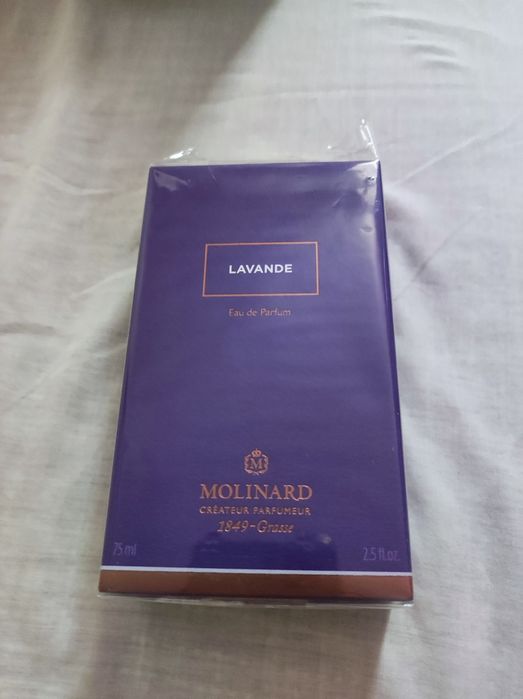 LAVANDE
Eau de Parfum
M
MOLINARD
CRÉATEUR PARFUMEUR
1849-Grasse
75 ml 2.5 fl.oz.